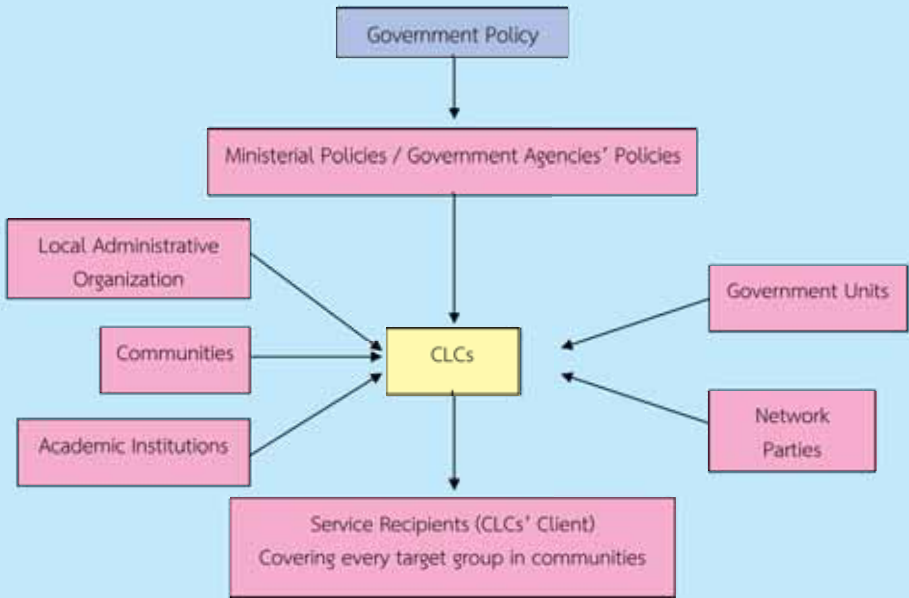 Government Policy
Ministerial Policies / Government Agencies' Policies
Local Administrative
Organization
Communities
Academic Institutions
CLCs
Government Units
Network
Parties
Service Recipients (CLCs' Client)
Covering every target group in communities